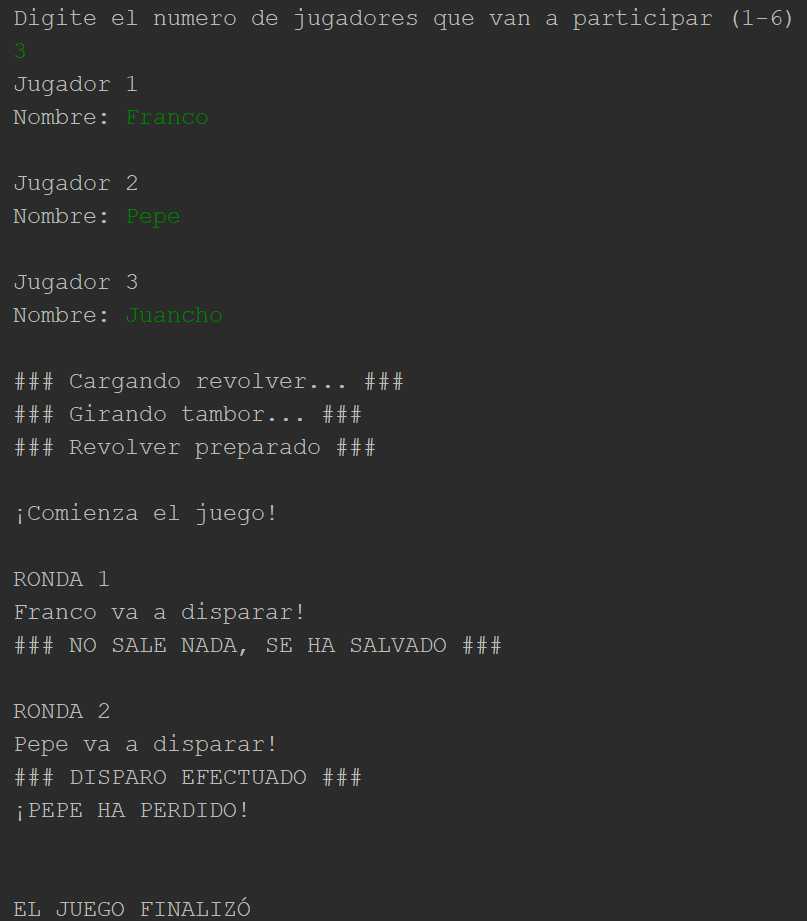 Digite el numero de jugadores que van a participar (1-6)
3
Jugador 1
Nombre: Franco
Jugador 2
Nombre: Pepe
Jugador 3
Nombre: Juancho
### Cargando revolver... ###
### Girando tambor... ###
### Revolver preparado ###
¡Comienza el juego!
RONDA 1
Franco va a disparar!
### NO SALE NADA, SE HA SALVADO ###
RONDA 2
Pepe va a disparar!
### DISPARO EFECTUADO ###
¡PEPE HA PERDIDO!
EL JUEGO FINALIZÓ